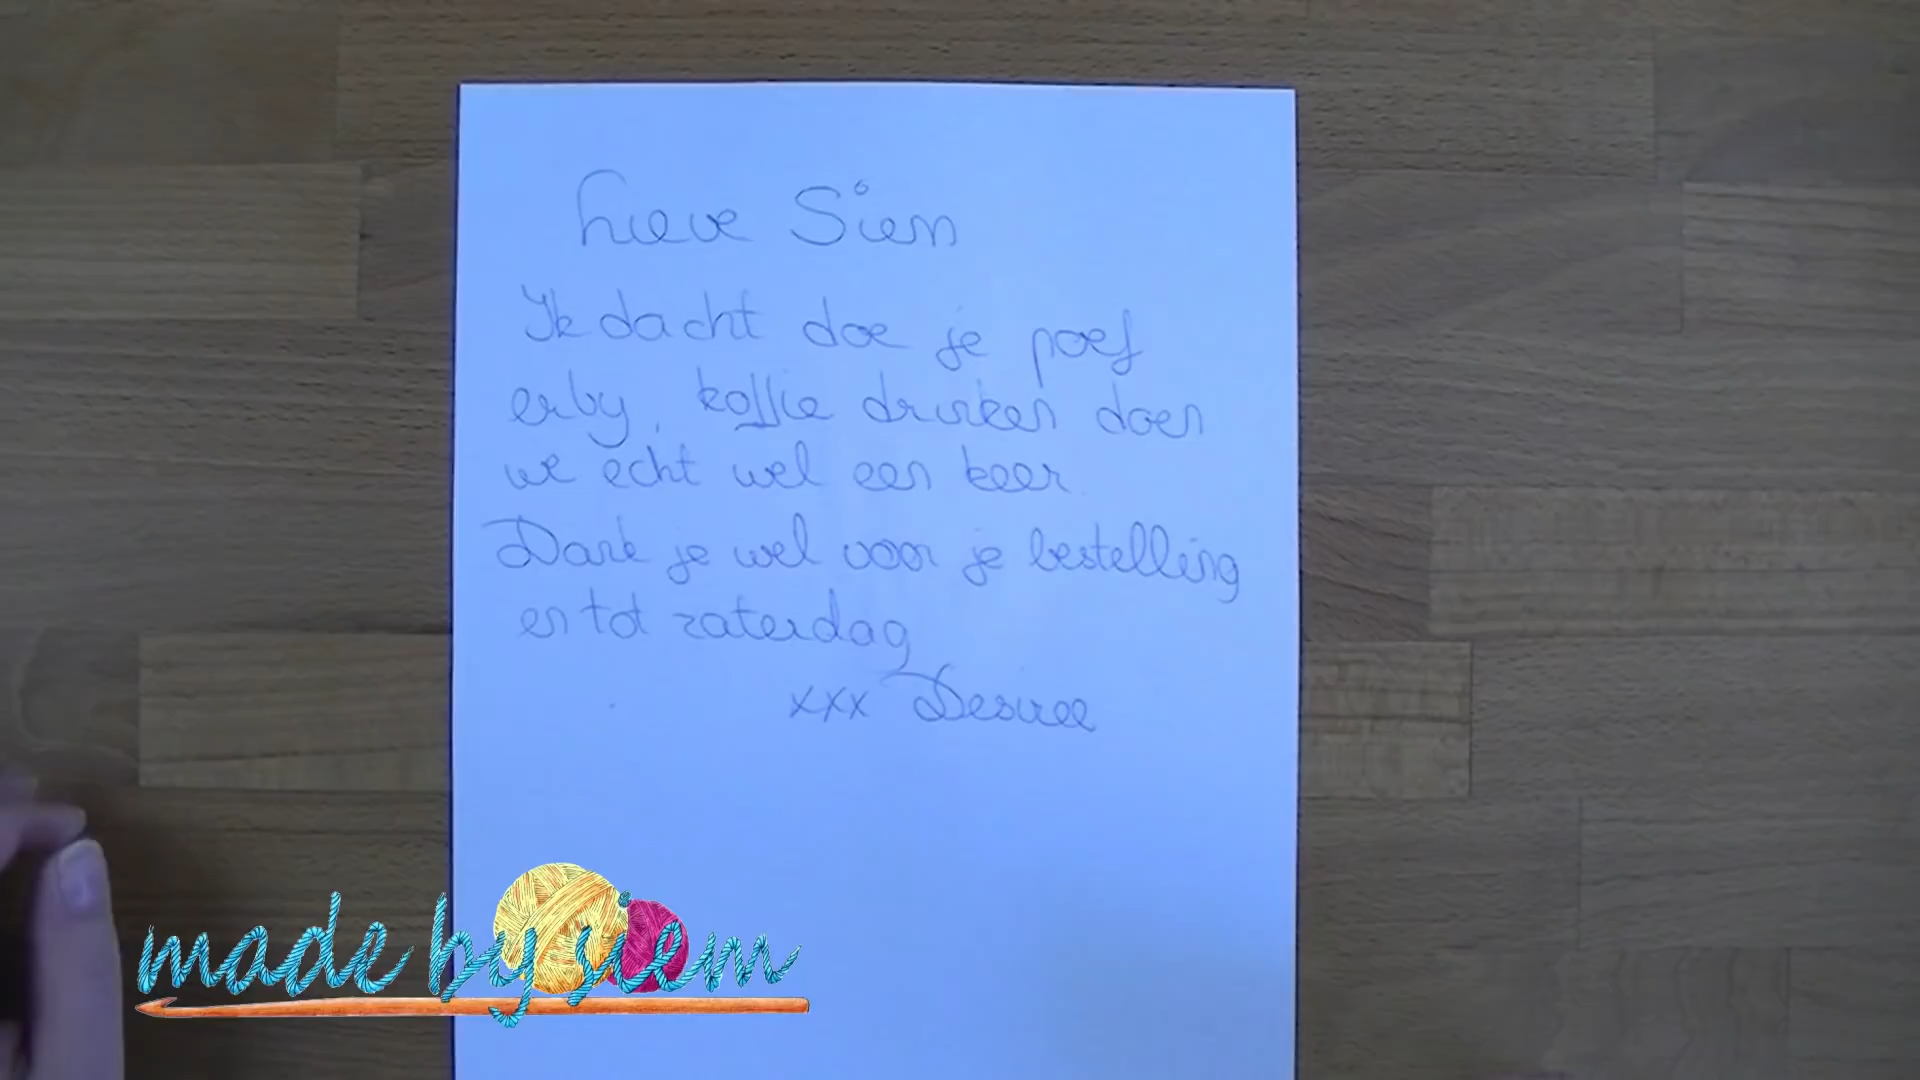 Lieve Siem
Ik dacht doe je poef
erby, koffie drinken doen
we echt wel een keer.
Dank je wel voor je bestelling
en tot zaterdag
xxx Desiree
made by siem